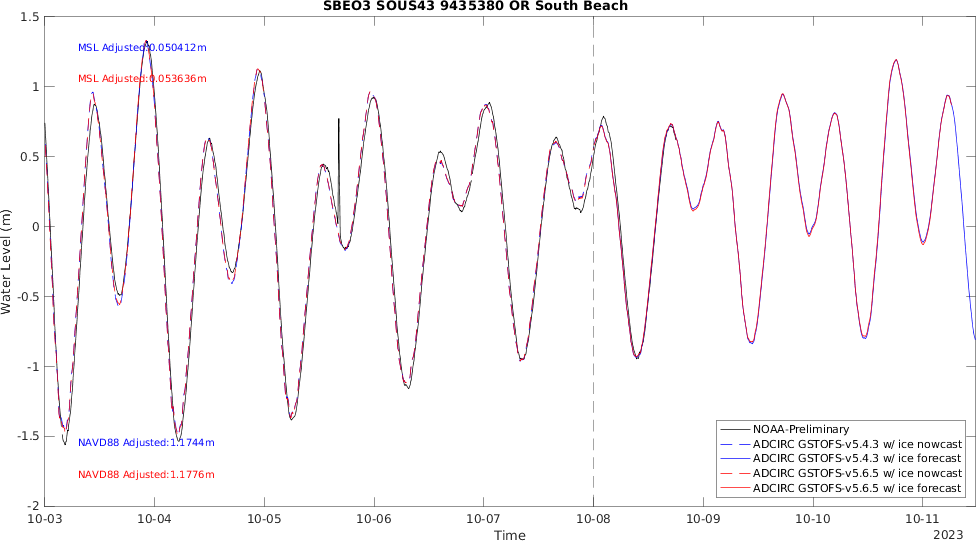 SBEO3 SOUS43 9435380 OR South Beach
1.5
1
0.5
0
-0.5
-1
-1.5
-2
Water Level (m)
MSL Adjusted:0.050412m
MSL Adjusted:0.053636m
NAVD88 Adjusted:1.1744m
NAVD88 Adjusted:1.1776m
NOAA-Preliminary
ADCIRC GSTOFS-v5.4.3 w/ ice nowcast
ADCIRC GSTOFS-v5.4.3 w/ ice forecast
ADCIRC GSTOFS-v5.6.5 w/ ice nowcast
ADCIRC GSTOFS-v5.6.5 w/ ice forecast
10-03 10-04 10-05 10-06 10-07 10-08 10-09 10-10 10-11
Time
2023